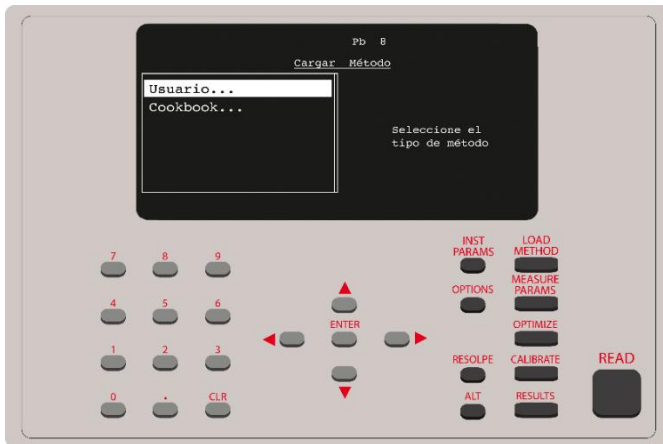 Pb 8
Cargar Método
Usuario...
Cookbook...
Seleccione el
tipo de método
INST
PARAMS
LOAD
METHOD
7 8 9
OPTIONS
MEASURE
PARAMS
4 5 6
ENTER
OPTIMIZE
1 2 3
RESOLPE
CALIBRATE
READ
0 . CLR
ALT
RESULTS